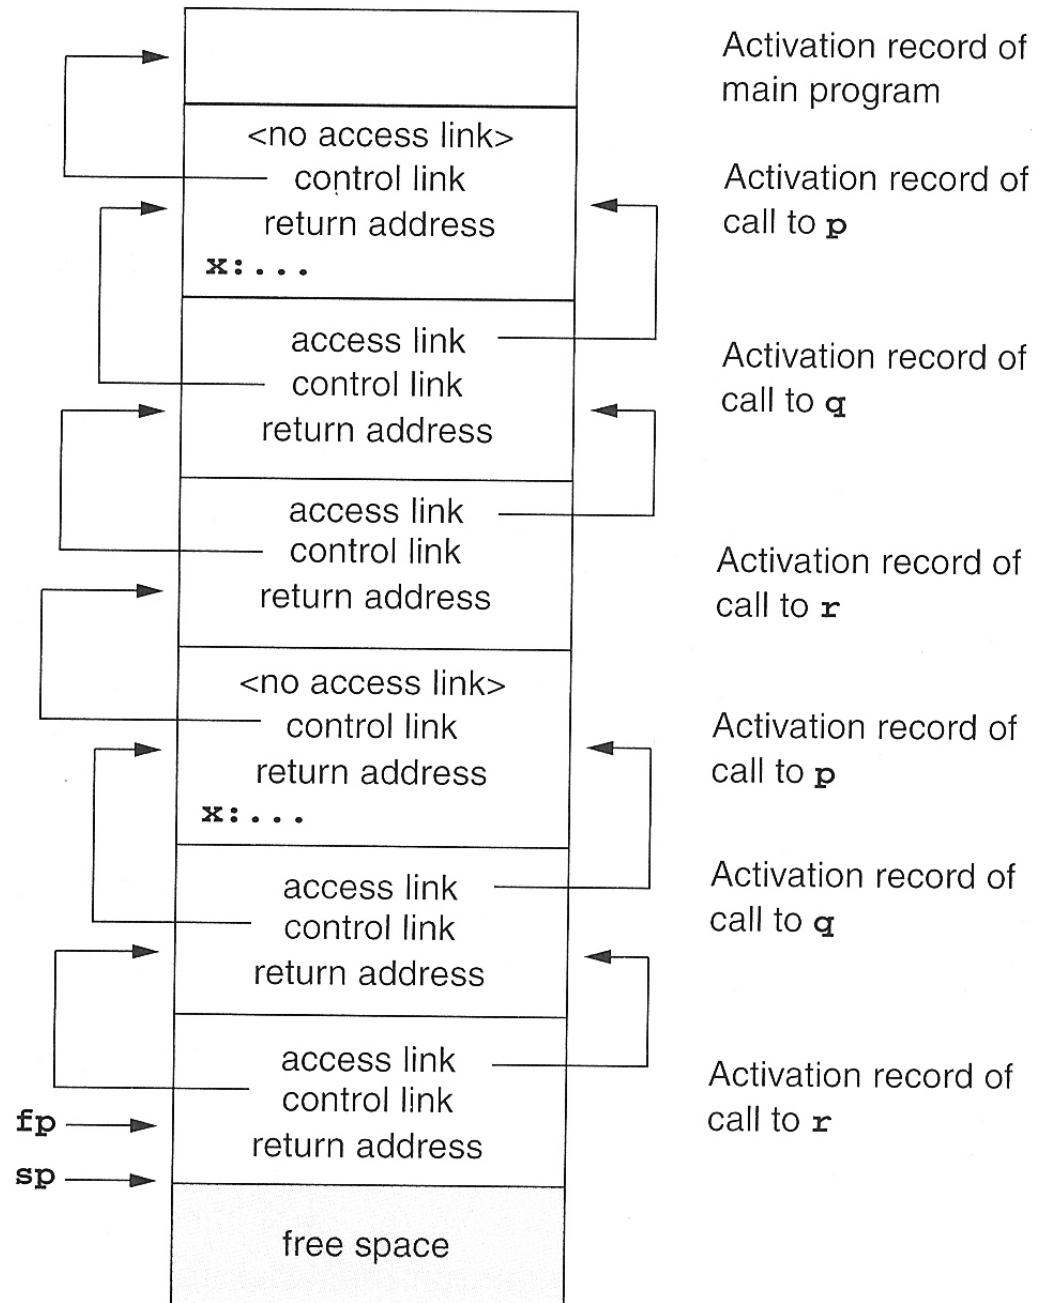 Activation record of
main program
<no access link>
control link
return address
x:...
Activation record of
call to p
access link
control link
return address
Activation record of
call to q
access link
control link
return address
Activation record of
call to r
<no access link>
control link
return address
x:...
Activation record of
call to p
access link
control link
return address
Activation record of
call to q
access link
control link
return address
Activation record of
call to r
fp
sp
free space